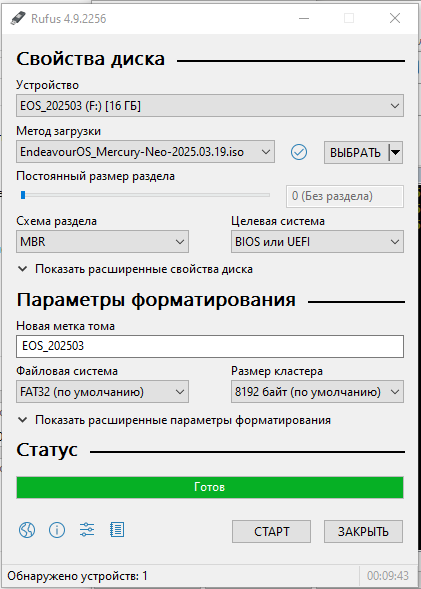 Rufus 4.9.2256
Свойства диска
Устройство
EOS_202503 (F:) [16 ГБ]
Метод загрузки
EndeavourOS_Mercury-Neo-2025.03.19.iso
ВЫБРАТЬ
Постоянный размер раздела
0 (Без раздела)
Схема раздела
Целевая система
MBR
BIOS или UEFI
Показать расширенные свойства диска
Параметры форматирования
Новая метка тома
EOS_202503
Файловая система
Размер кластера
FAT32 (по умолчанию)
8192 байт (по умолчанию)
Показать расширенные параметры форматирования
Статус
Готов
СТАРТ
ЗАКРЫТЬ
Обнаружено устройств: 1
00:09:43